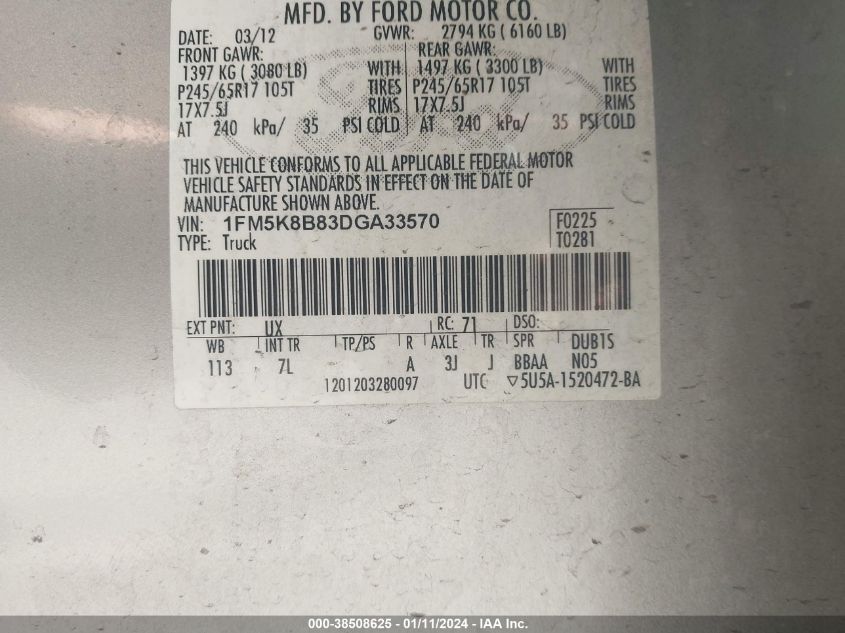 MFD. BY FORD MOTOR CO.
DATE: 03/12 GVWR: 2794 KG ( 6160 LB)
FRONT GAWR: REAR GAWR:
1397 KG ( 3080 LB) WITH 1497 KG ( 3300 LB) WITH
P245/65R17 105T TIRES P245/65R17 105T TIRES
17X7.5J RIMS 17X7.5J RIMS
AT 240 kPa/ 35 PSI COLD AT 240 kPa/ 35 PSI COLD
THIS VEHICLE CONFORMS TO ALL APPLICABLE FEDERAL MOTOR
VEHICLE SAFETY STANDARDS IN EFFECT ON THE DATE OF
MANUFACTURE SHOWN ABOVE.
VIN: 1FM5K8B83DGA33570 F0225
TYPE: Truck T0281
EXT PNT: UX RC: 71 DSO:
WB INT TR TP/PS R AXLE TR SPR DUB1S
113 7L A 3J J BBAA N05
1201203280097 UTC ▽5U5A-1520472-BA
000-38508625 - 01/11/2024 - IAA Inc.